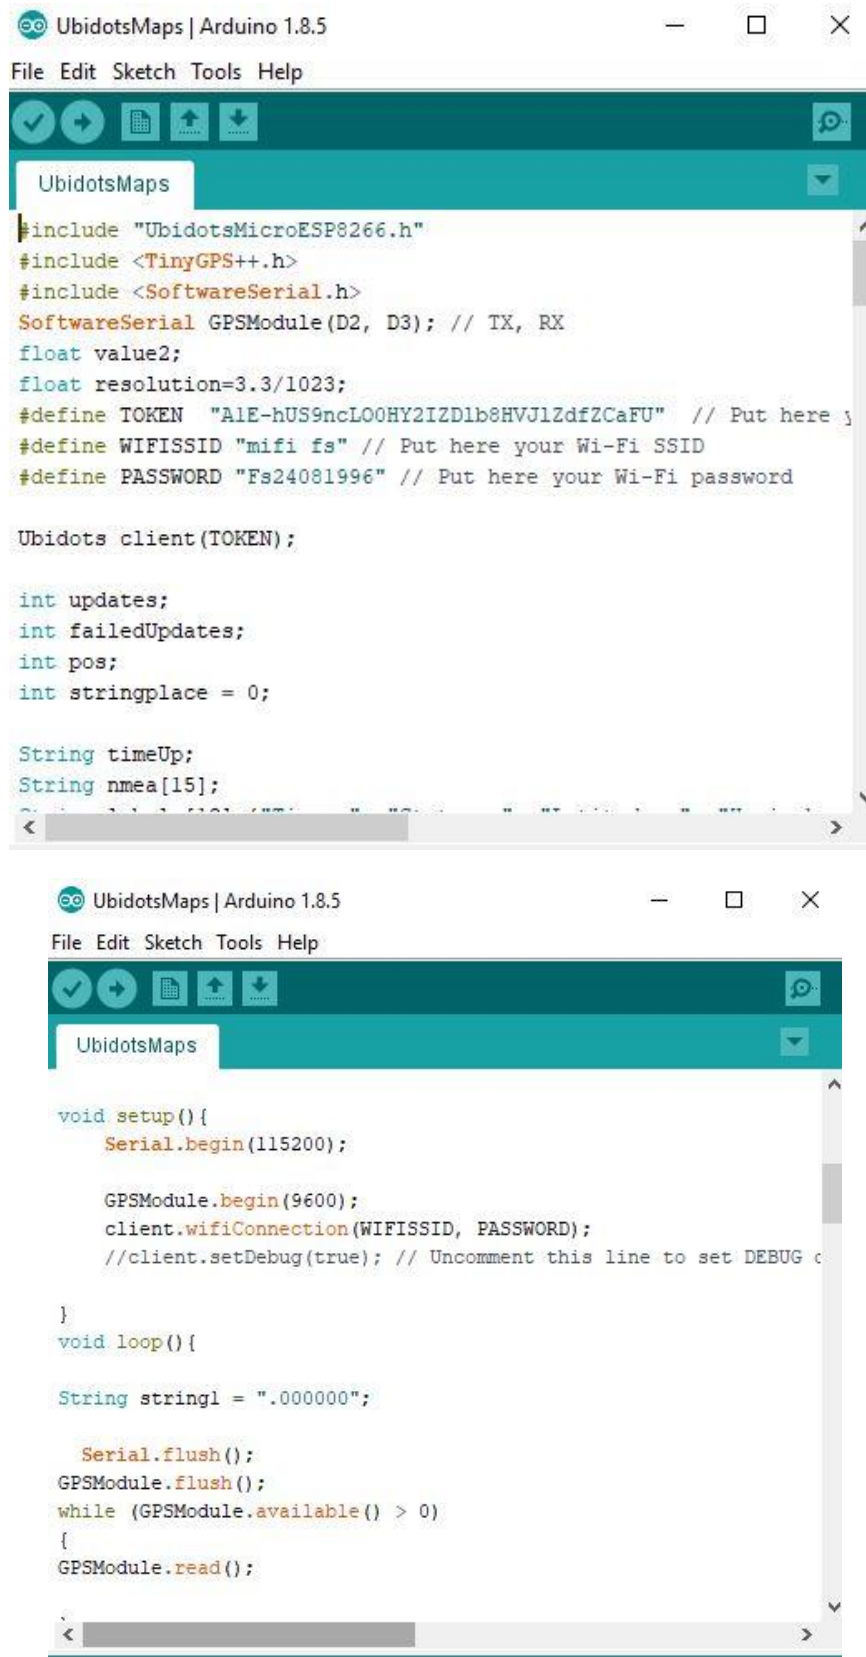 UbidotsMaps | Arduino 1.8.5
File Edit Sketch Tools Help
UbidotsMaps
#include "UbidotsMicroESP8266.h"
#include <TinyGPS++.h>
#include <SoftwareSerial.h>
SoftwareSerial GPSModule(D2, D3); // TX, RX
float value2;
float resolution=3.3/1023;
#define TOKEN "A1E-hUS9ncLO0HY2IZD1b8HVJ1ZdfZCaFU" // Put here
#define WIFISSID "mifi fs" // Put here your Wi-Fi SSID
#define PASSWORD "Fs24081996" // Put here your Wi-Fi password
Ubidots client(TOKEN);
int updates;
int failedUpdates;
int pos;
int stringplace = 0;
String timeUp;
String nmea[15];
UbidotsMaps | Arduino 1.8.5
File Edit Sketch Tools Help
UbidotsMaps
void setup(){
Serial.begin(115200);
GPSModule.begin(9600);
client.wifiConnection(WIFISSID, PASSWORD);
//client.setDebug(true); // Uncomment this line to set DEBUG
}
void loop(){
String string1 = ".000000";
Serial.flush();
GPSModule.flush();
while (GPSModule.available() > 0)
{
GPSModule.read();